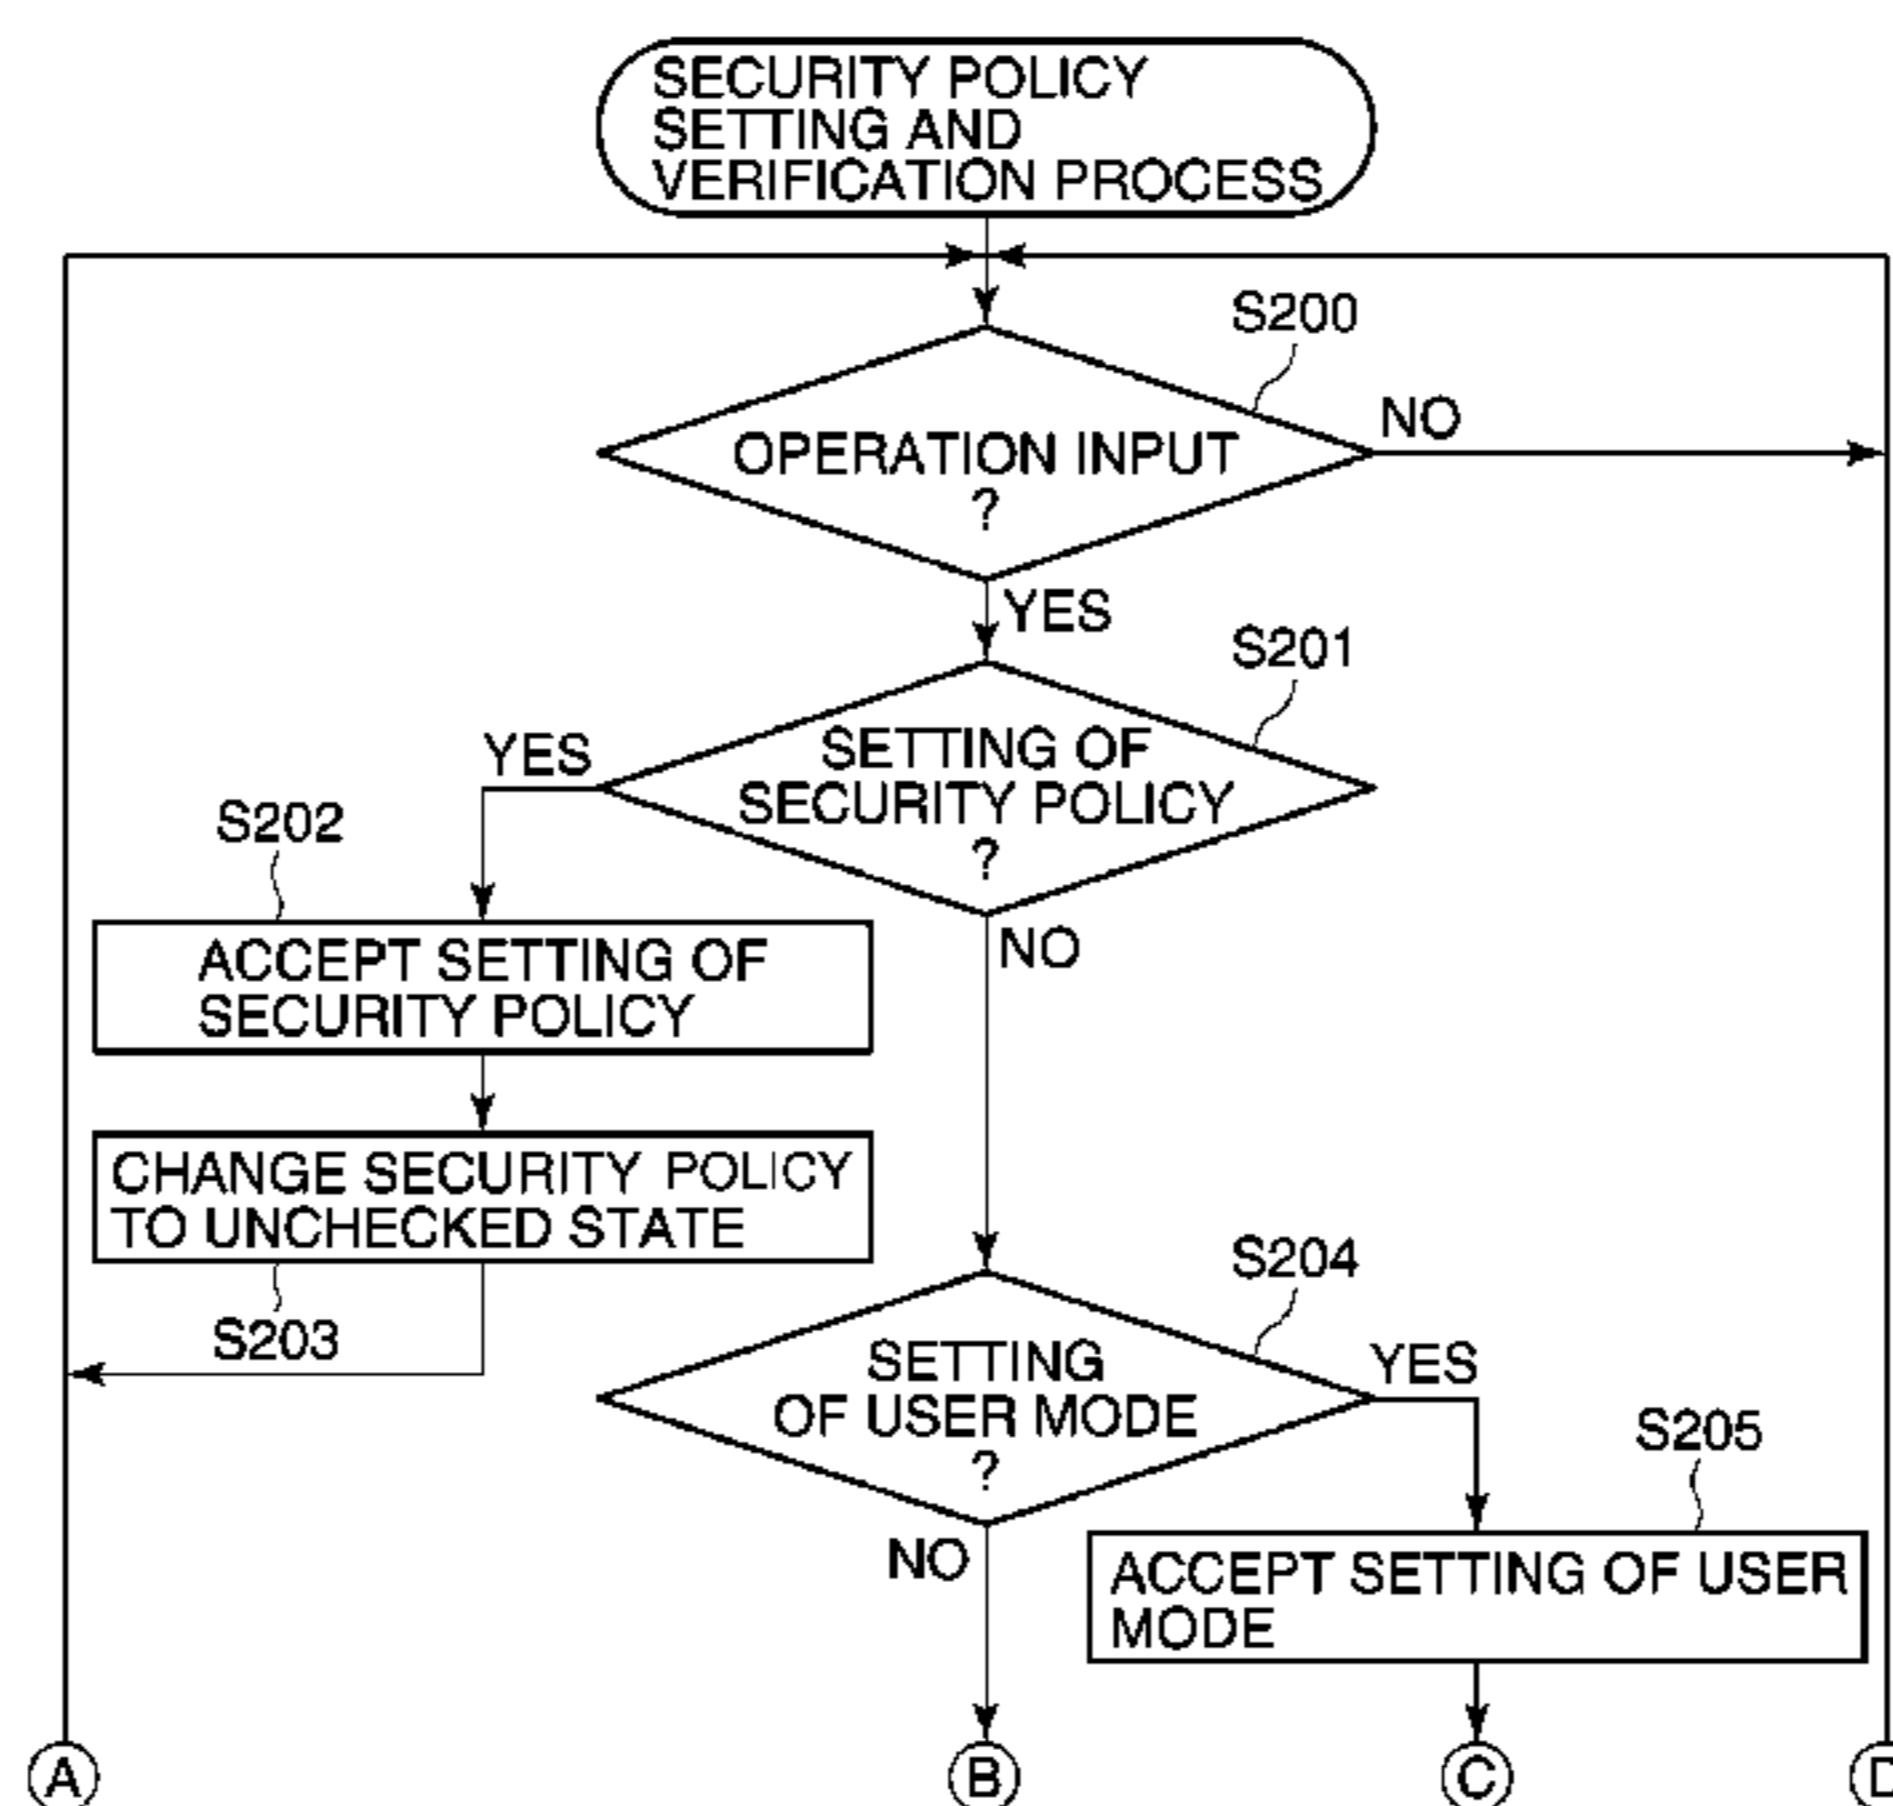 SECURITY POLICY
SETTING AND
VERIFICATION PROCESS
S200
OPERATION INPUT
?
NO
YES
S201
SETTING OF
SECURITY POLICY
?
YES
NO
S202
ACCEPT SETTING OF
SECURITY POLICY
CHANGE SECURITY POLICY
TO UNCHECKED STATE
S203
S204
SETTING
OF USER MODE
?
YES
NO
S205
ACCEPT SETTING OF USER
MODE
A
B
C
D